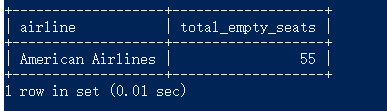 +-------------------+-------------------+
| airline           | total_empty_seats |
+-------------------+-------------------+
| American Airlines |                55 |
+-------------------+-------------------+
1 row in set (0.01 sec)